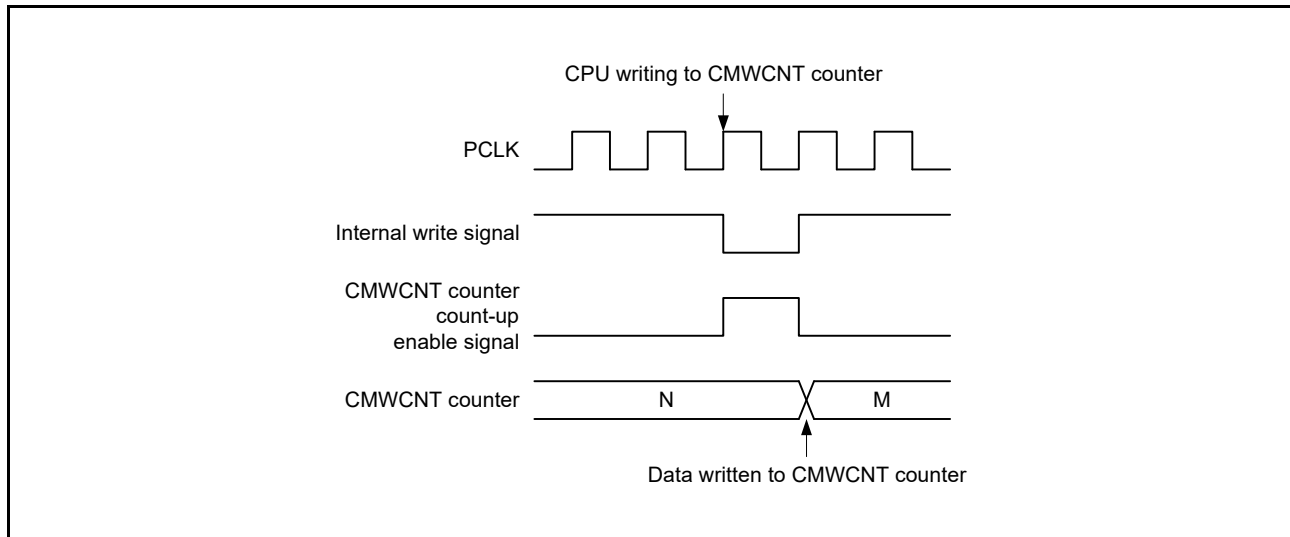 CPU writing to CMWCNT counter
PCLK
Internal write signal
CMWCNT counter
count-up
enable signal
CMWCNT counter
N
M
Data written to CMWCNT counter